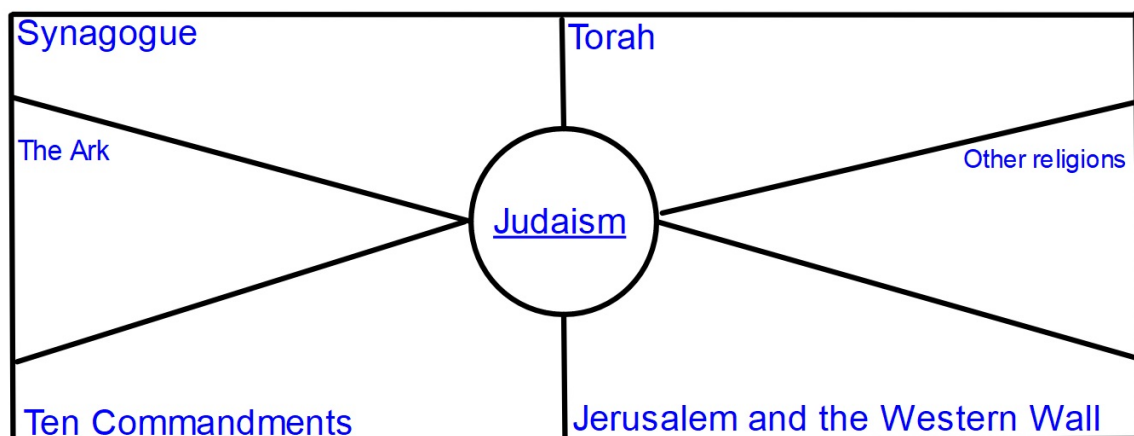 Synagogue
Torah
The Ark
Other religions
Judaism
Ten Commandments
Jerusalem and the Western Wall